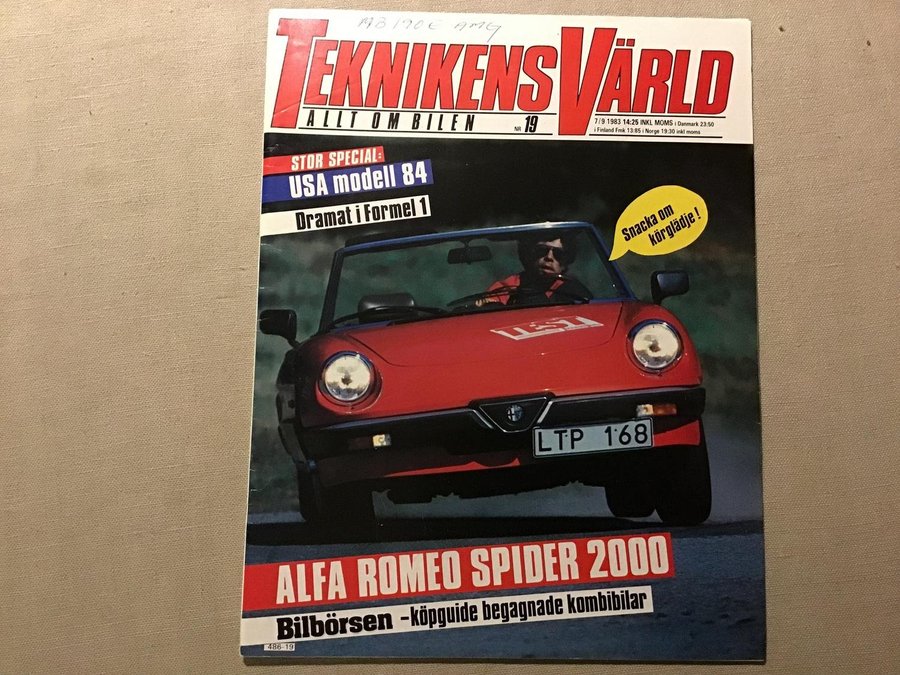 MB 190E AMG
TEKNIKENS VÄRLD
ALLT OM BILEN NR 19
7/9 1983 14:25 INKL MOMS i Danmark 23:50
i Finland Fmk 13:85 i Norge 19:30 inkl moms
STOR SPECIAL:
USA modell 84
Dramat i Formel 1
Snacka om
körglädje!
TEST
LTP 168
ALFA ROMEO SPIDER 2000
Bilbörsen -köpguide begagnade kombibilar
486-19